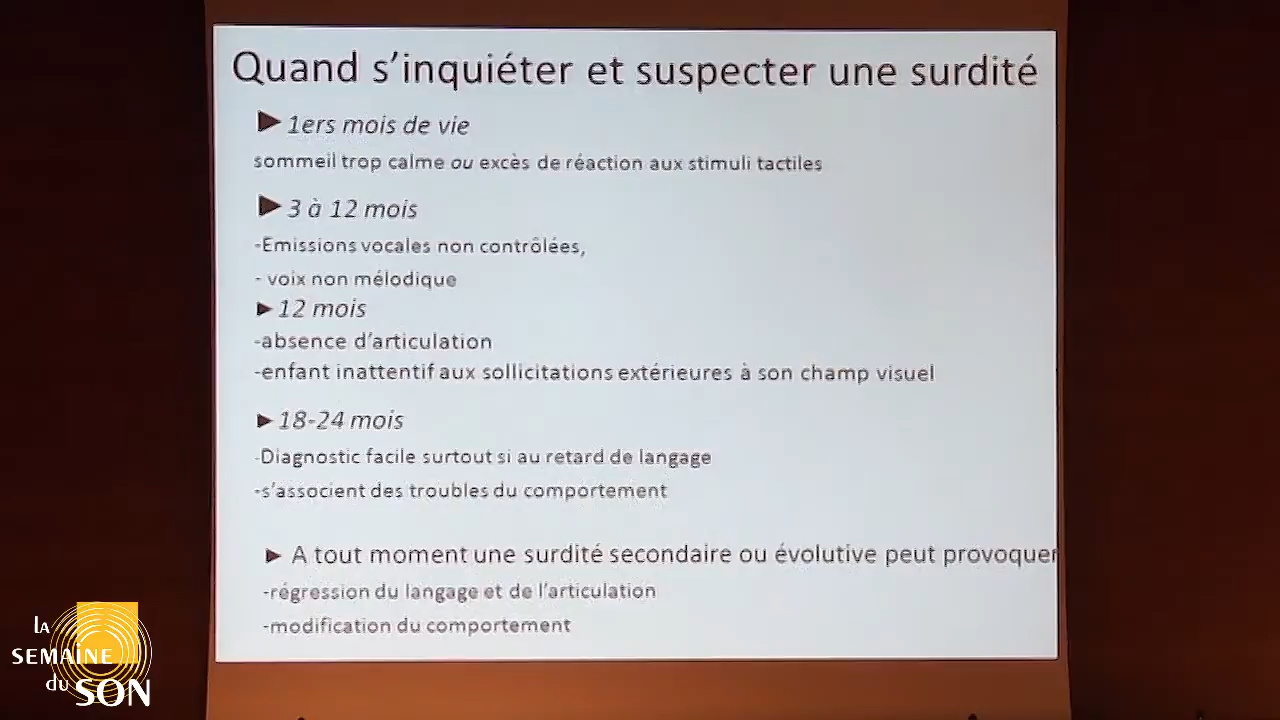 Quand s'inquiéter et suspecter une surdité
► 1ers mois de vie
sommeil trop calme ou excès de réaction aux stimuli tactiles
► 3 à 12 mois
-Emissions vocales non contrôlées,
- voix non mélodique
► 12 mois
-absence d'articulation
-enfant inattentif aux sollicitations extérieures à son champ visuel
► 18-24 mois
-Diagnostic facile surtout si au retard de langage
-s'associent des troubles du comportement
► A tout moment une surdité secondaire ou évolutive peut provoquer
-régression du langage et de l'articulation
-modification du comportement
la
SEMAINE
du SON